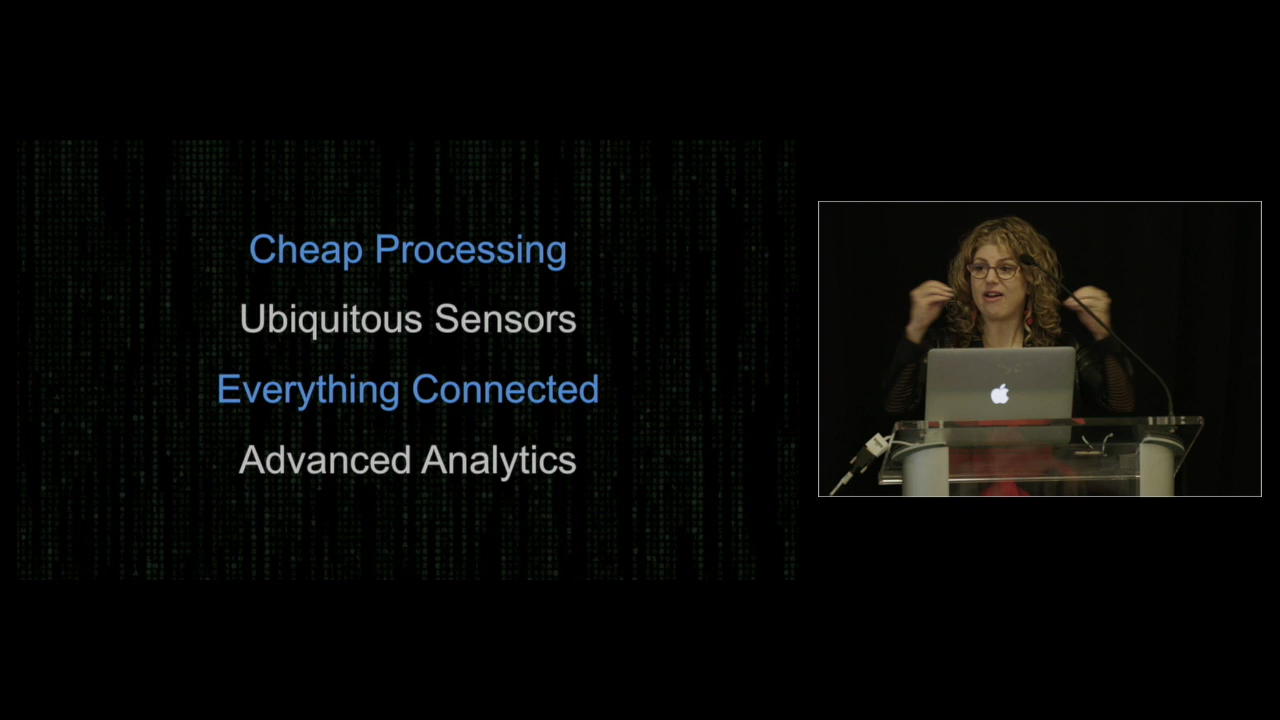 Cheap Processing
Ubiquitous Sensors
Everything Connected
Advanced Analytics